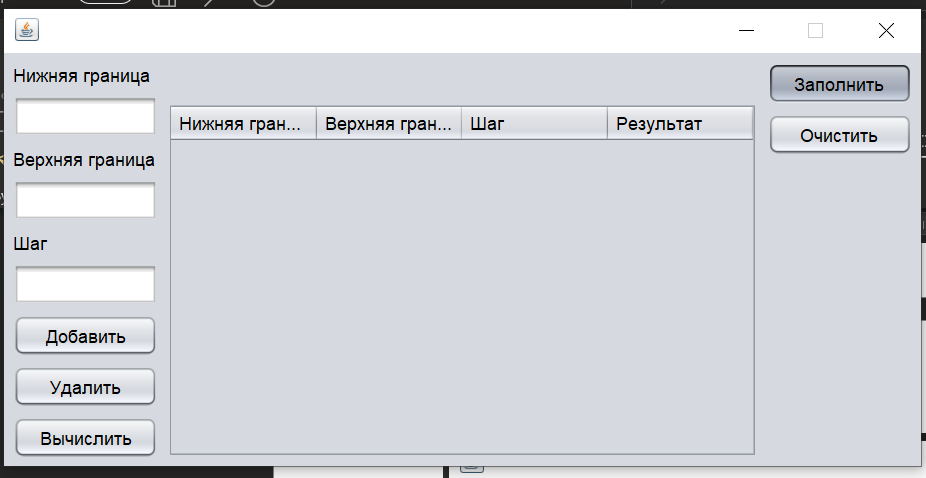 Нижняя граница
Верхняя граница
Шаг
Добавить
Удалить
Вычислить
Нижняя гран... Верхняя гран... Шаг Результат
Заполнить
Очистить